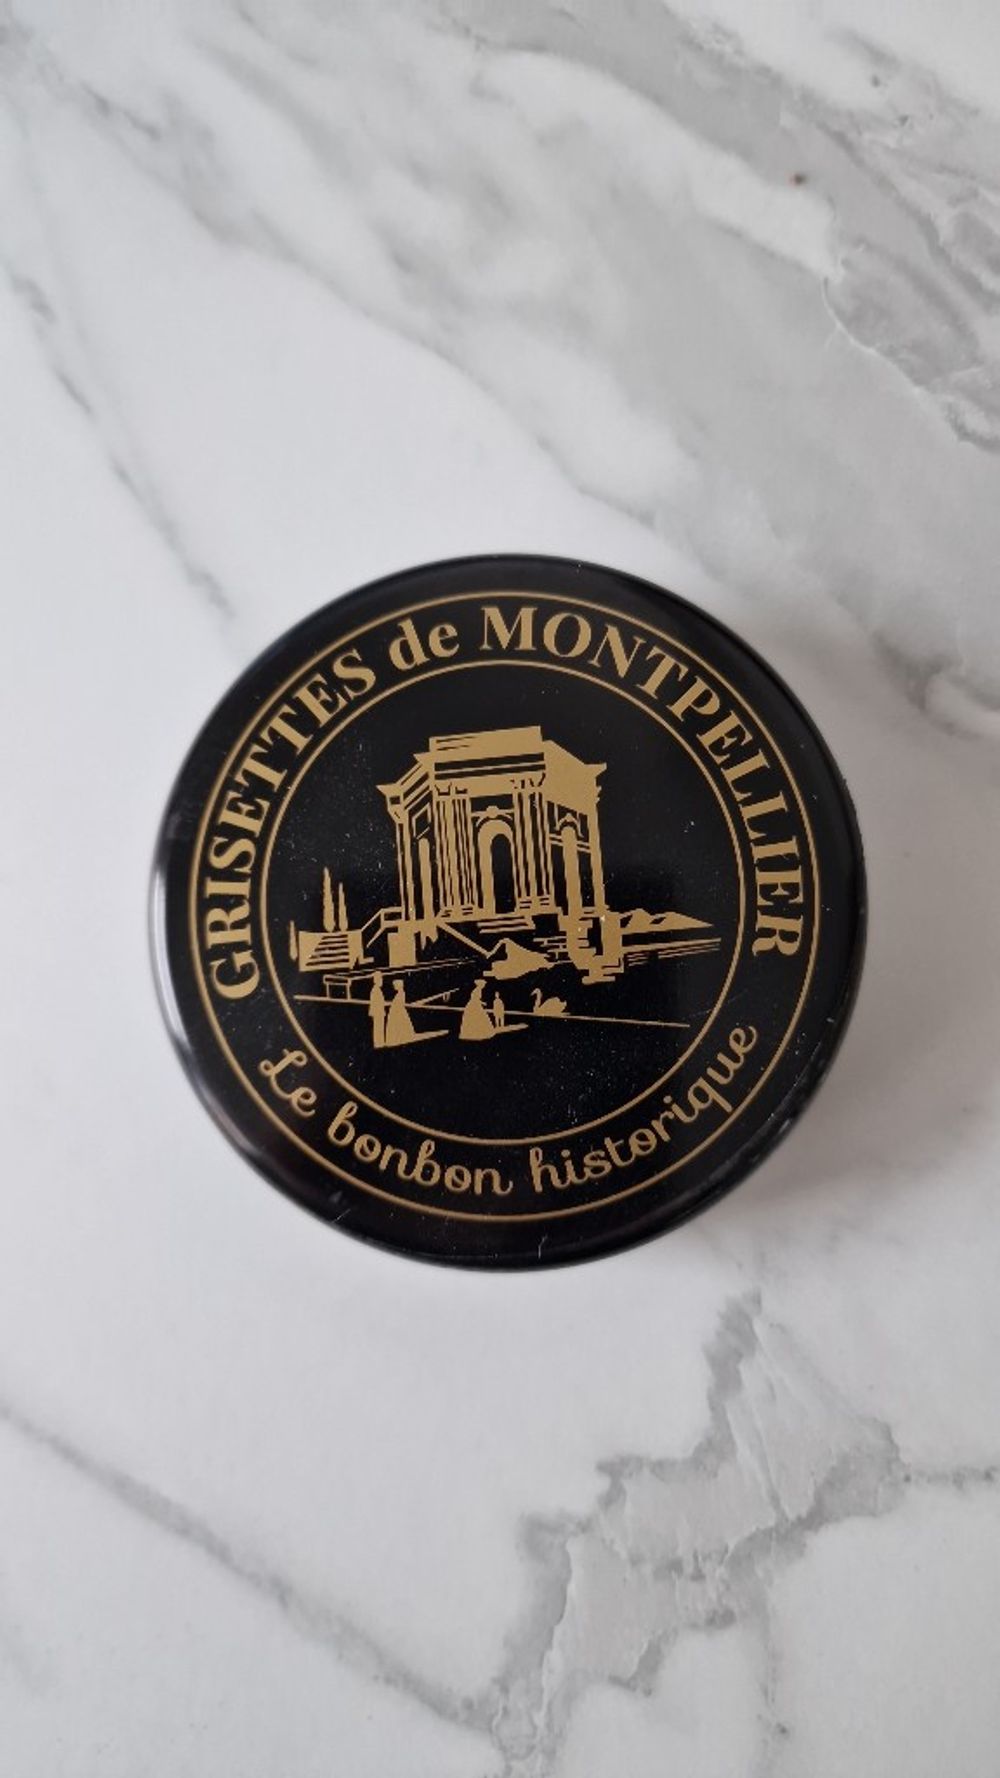 GRISETTES de MONTPELLIER
Le bonbon historique